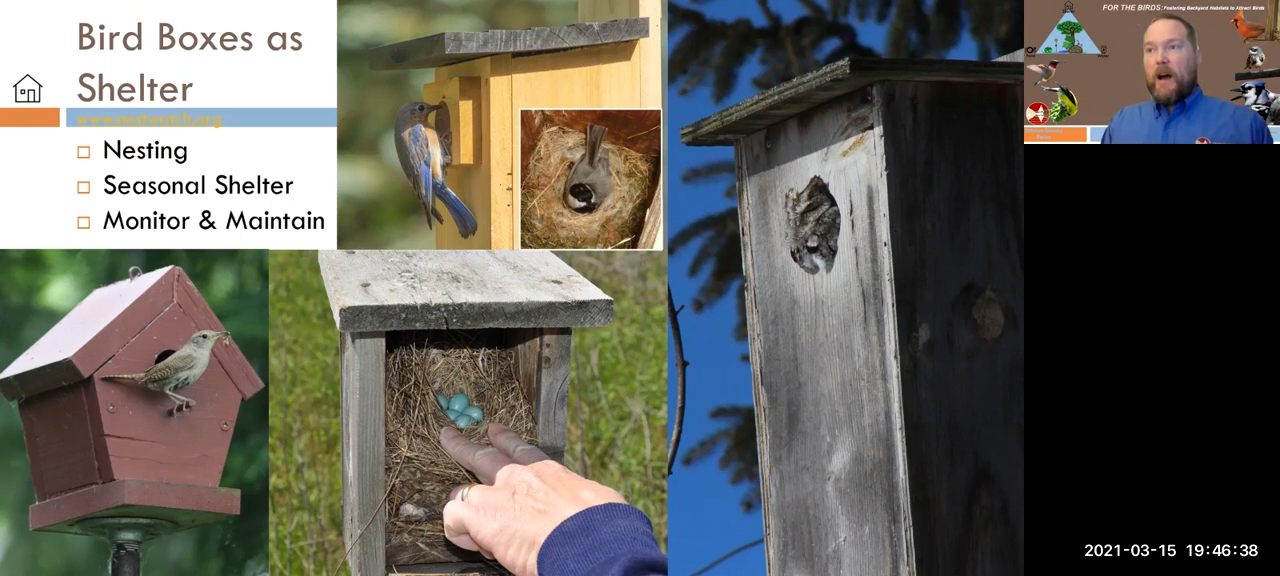 Bird Boxes as
Shelter
www.nestwatch.org
Nesting
Seasonal Shelter
Monitor & Maintain
FOR THE BIRDS: Fostering Backyard Habitats to Attract Birds
2021-03-15 19:46:38